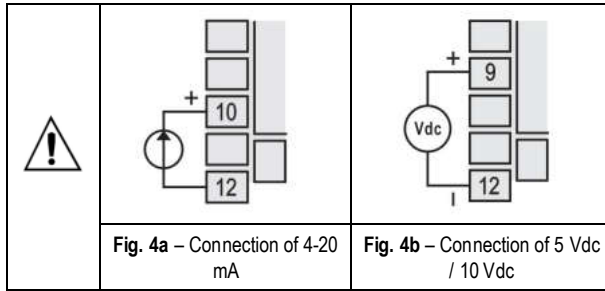 +
10
12
+
9
Vdc
12
–
Fig. 4a – Connection of 4-20
mA
Fig. 4b – Connection of 5 Vdc
/ 10 Vdc